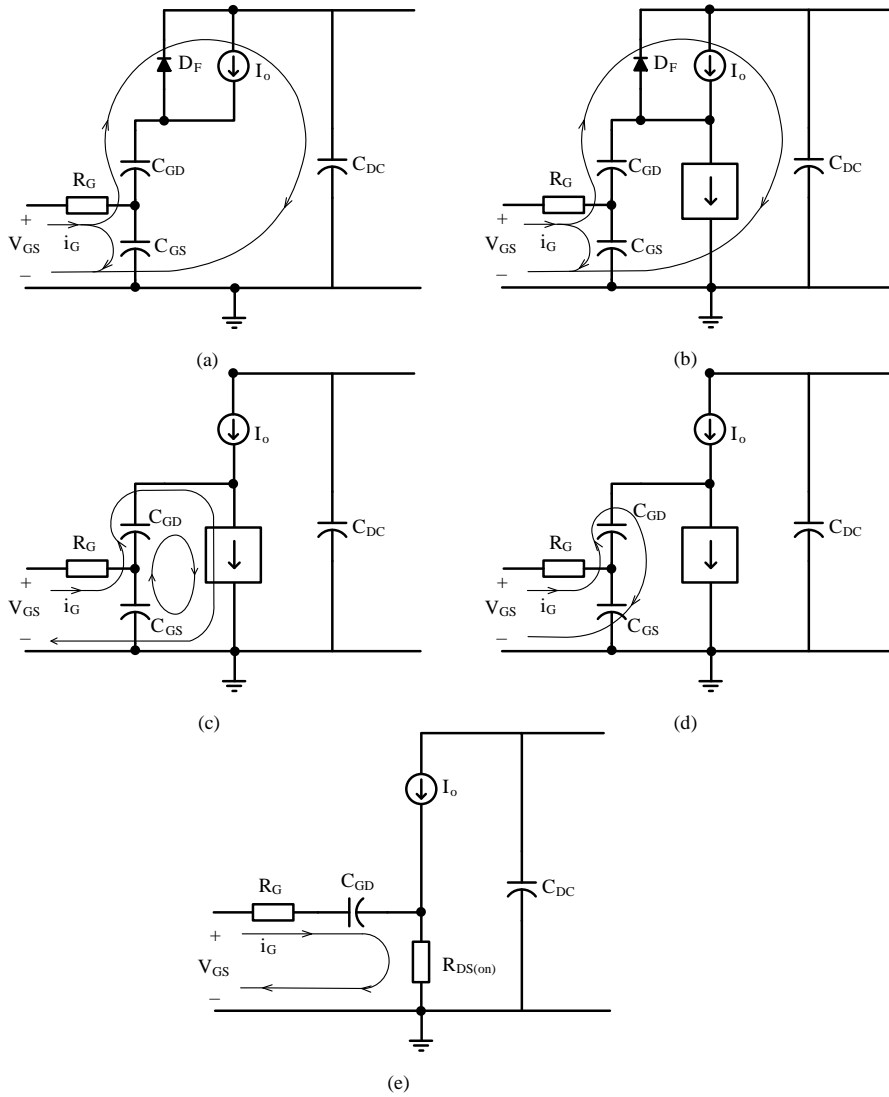 D_F
I_o
C_GD
C_DC
R_G
+
V_GS
i_G
C_GS
−
(a)
D_F
I_o
C_GD
C_DC
R_G
+
V_GS
i_G
C_GS
−
(b)
I_o
C_GD
C_DC
R_G
+
V_GS
i_G
C_GS
−
(c)
I_o
C_GD
C_DC
R_G
+
V_GS
i_G
C_GS
−
(d)
I_o
C_GD
R_G
C_DC
+
i_G
V_GS
R_DS(on)
−
(e)